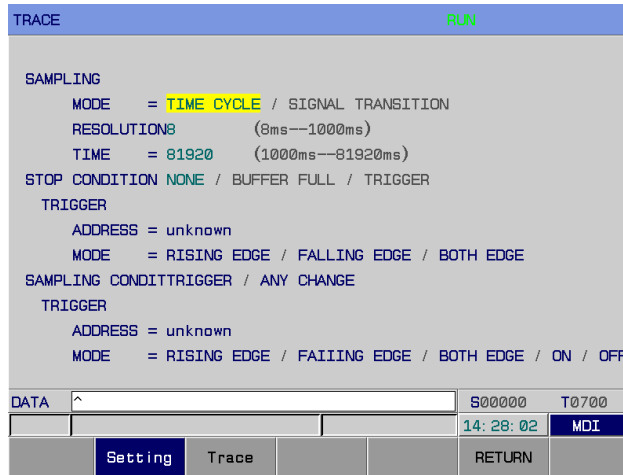 TRACE RUN
SAMPLING
MODE = TIME CYCLE / SIGNAL TRANSITION
RESOLUTION8 (8ms--1000ms)
TIME = 81920 (1000ms--81920ms)
STOP CONDITION NONE / BUFFER FULL / TRIGGER
TRIGGER
ADDRESS = unknown
MODE = RISING EDGE / FALLING EDGE / BOTH EDGE
SAMPLING CONDITTRIGGER / ANY CHANGE
TRIGGER
ADDRESS = unknown
MODE = RISING EDGE / FAIIING EDGE / BOTH EDGE / ON / OFF
DATA ^ S00000 T0700
14:28:02 MDI
Setting Trace RETURN